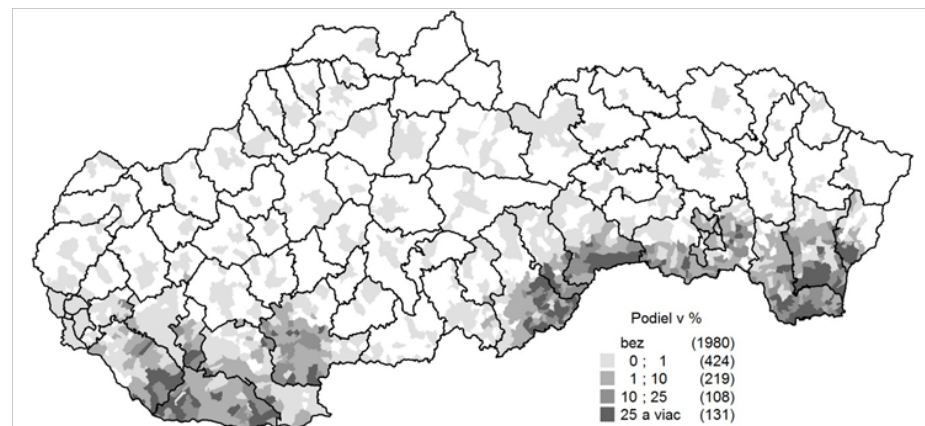 Podiel v %
bez (1980)
0 ; 1 (424)
1 ; 10 (219)
10 ; 25 (108)
25 a viac (131)